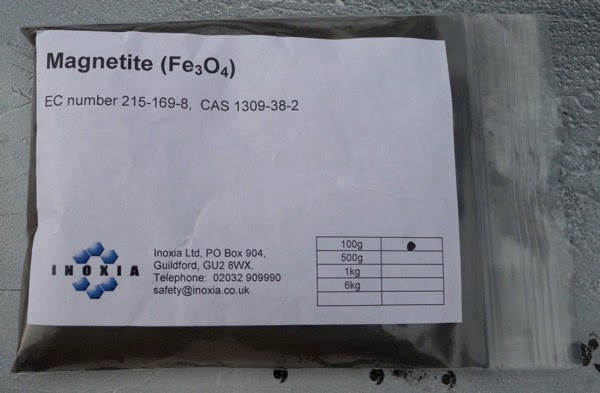 Magnetite (Fe₃O₄)
EC number 215-169-8, CAS 1309-38-2
INOXIA
Inoxia Ltd, PO Box 904,
Guildford, GU2 8WX.
Telephone: 02032 909990
safety@inoxia.co.uk
100g
500g
1kg
6kg